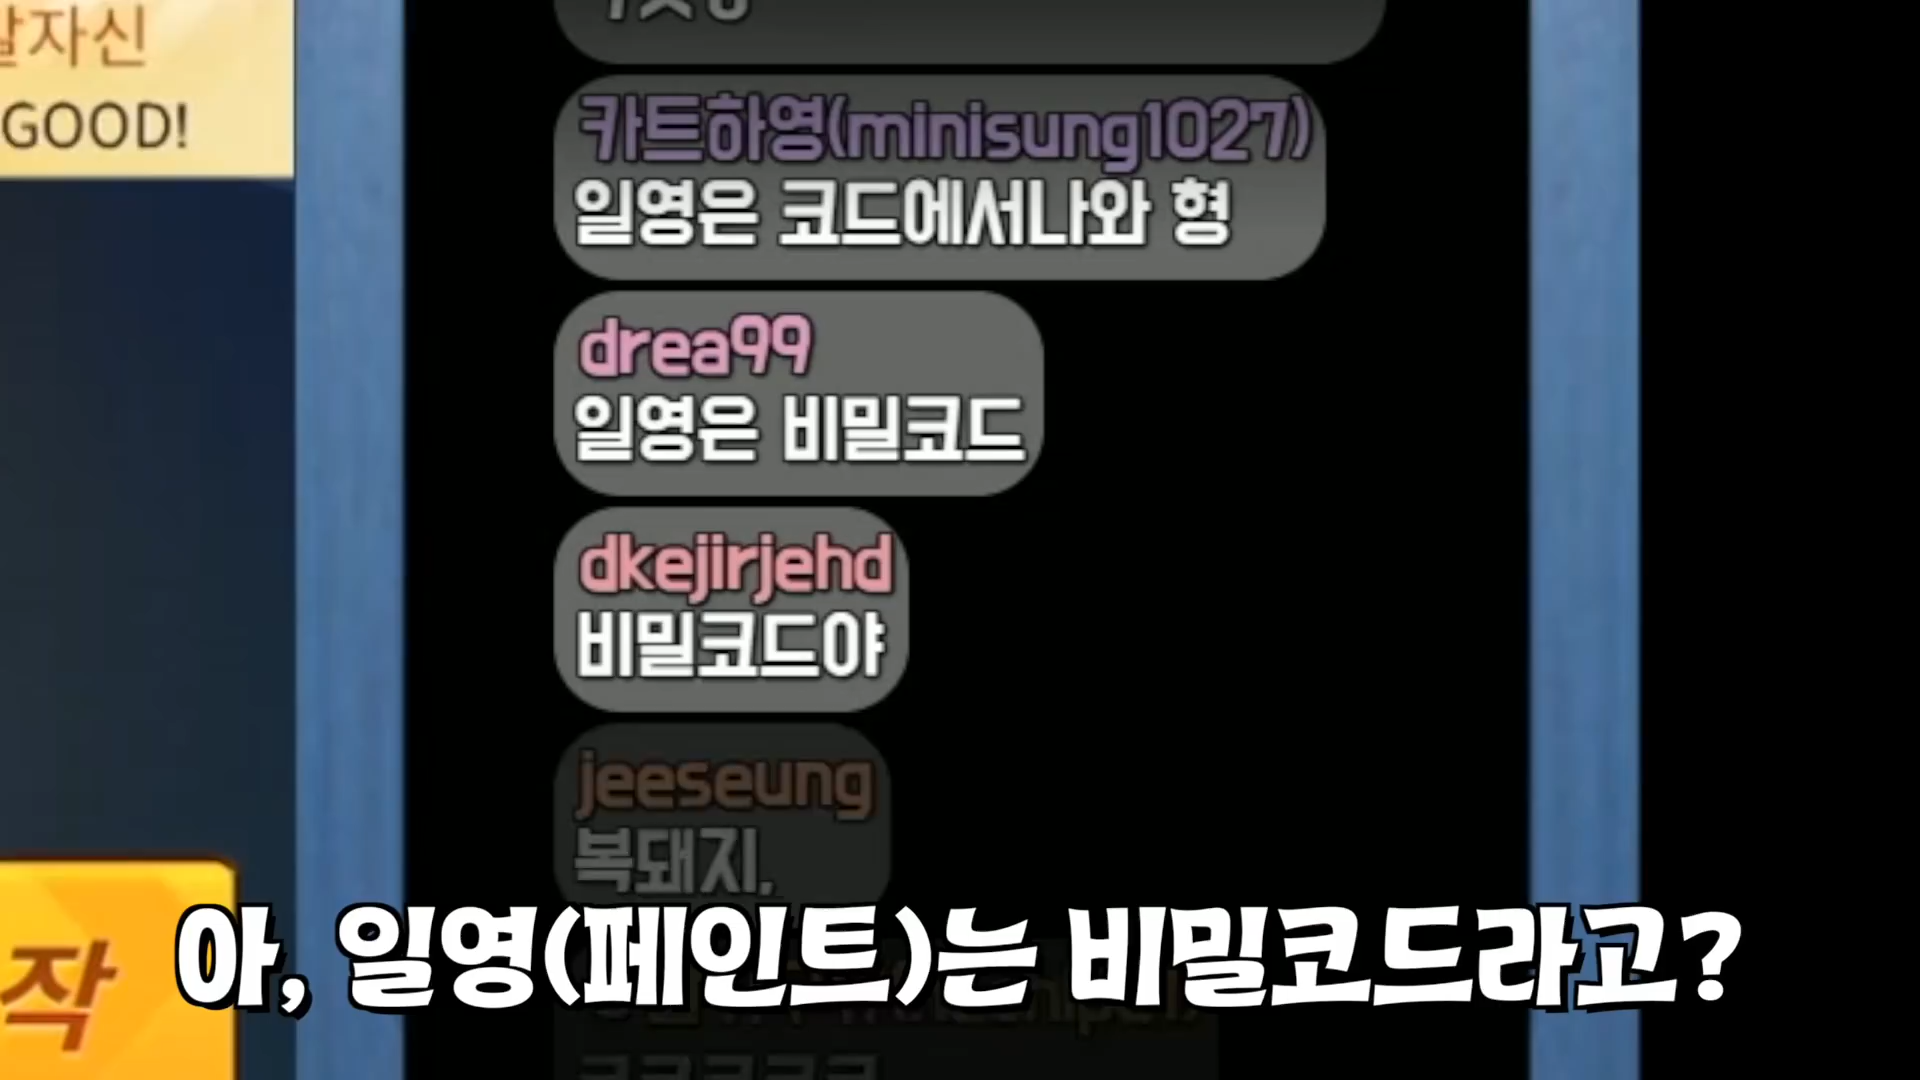 자신
GOOD!
카트하영(minisung1027)
일영은 코드에서나와 형
drea99
일영은 비밀코드
dkejirjehd
비밀코드야
jeeseung
복돼지,
작
아, 일영(페인트)는 비밀코드라고?